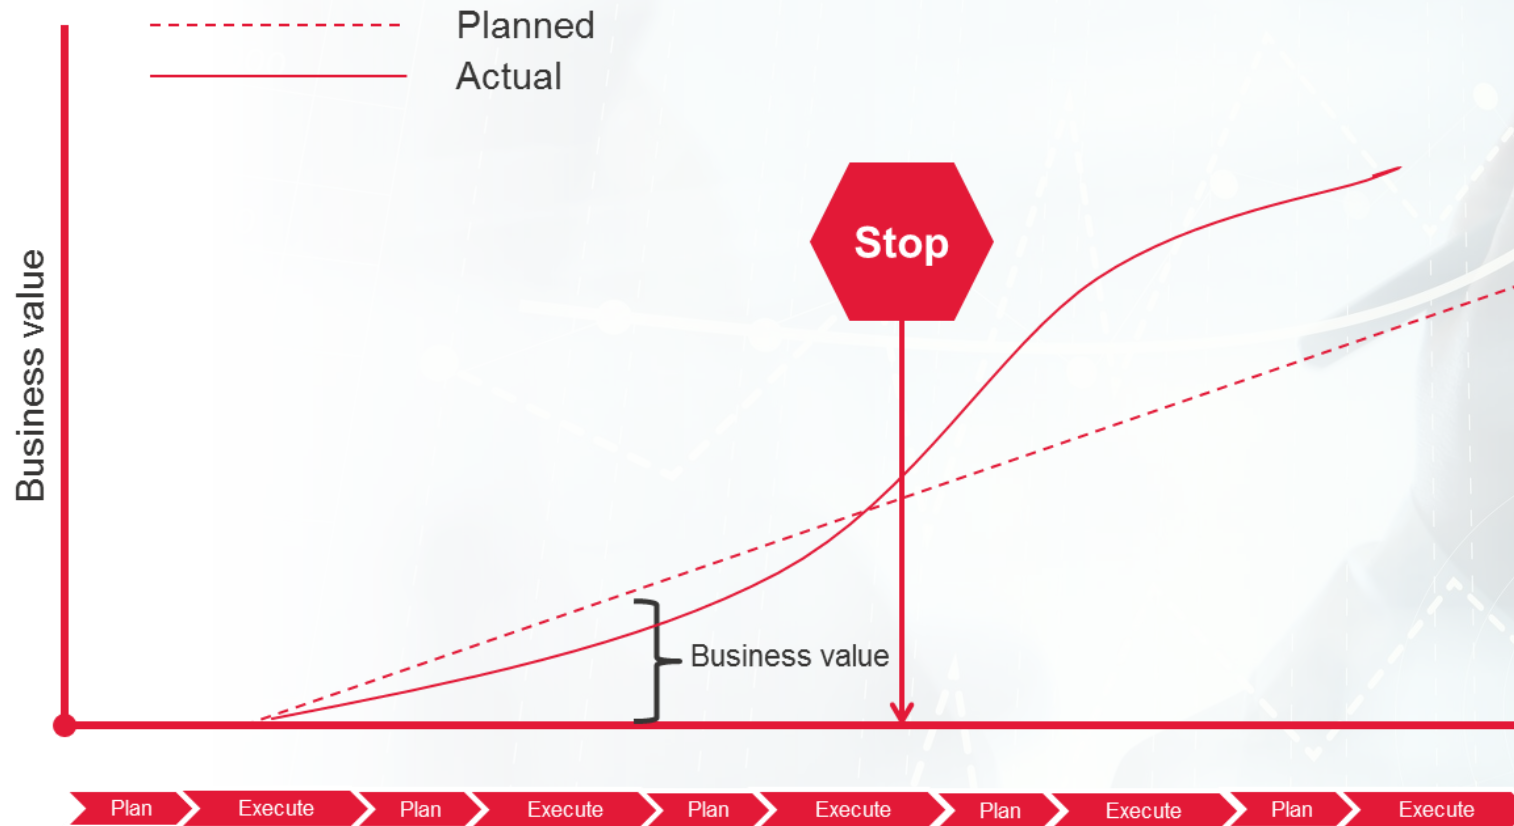 Planned
Actual
Stop
Business value
Business value
Plan
Execute
Plan
Execute
Plan
Execute
Plan
Execute
Plan
Execute